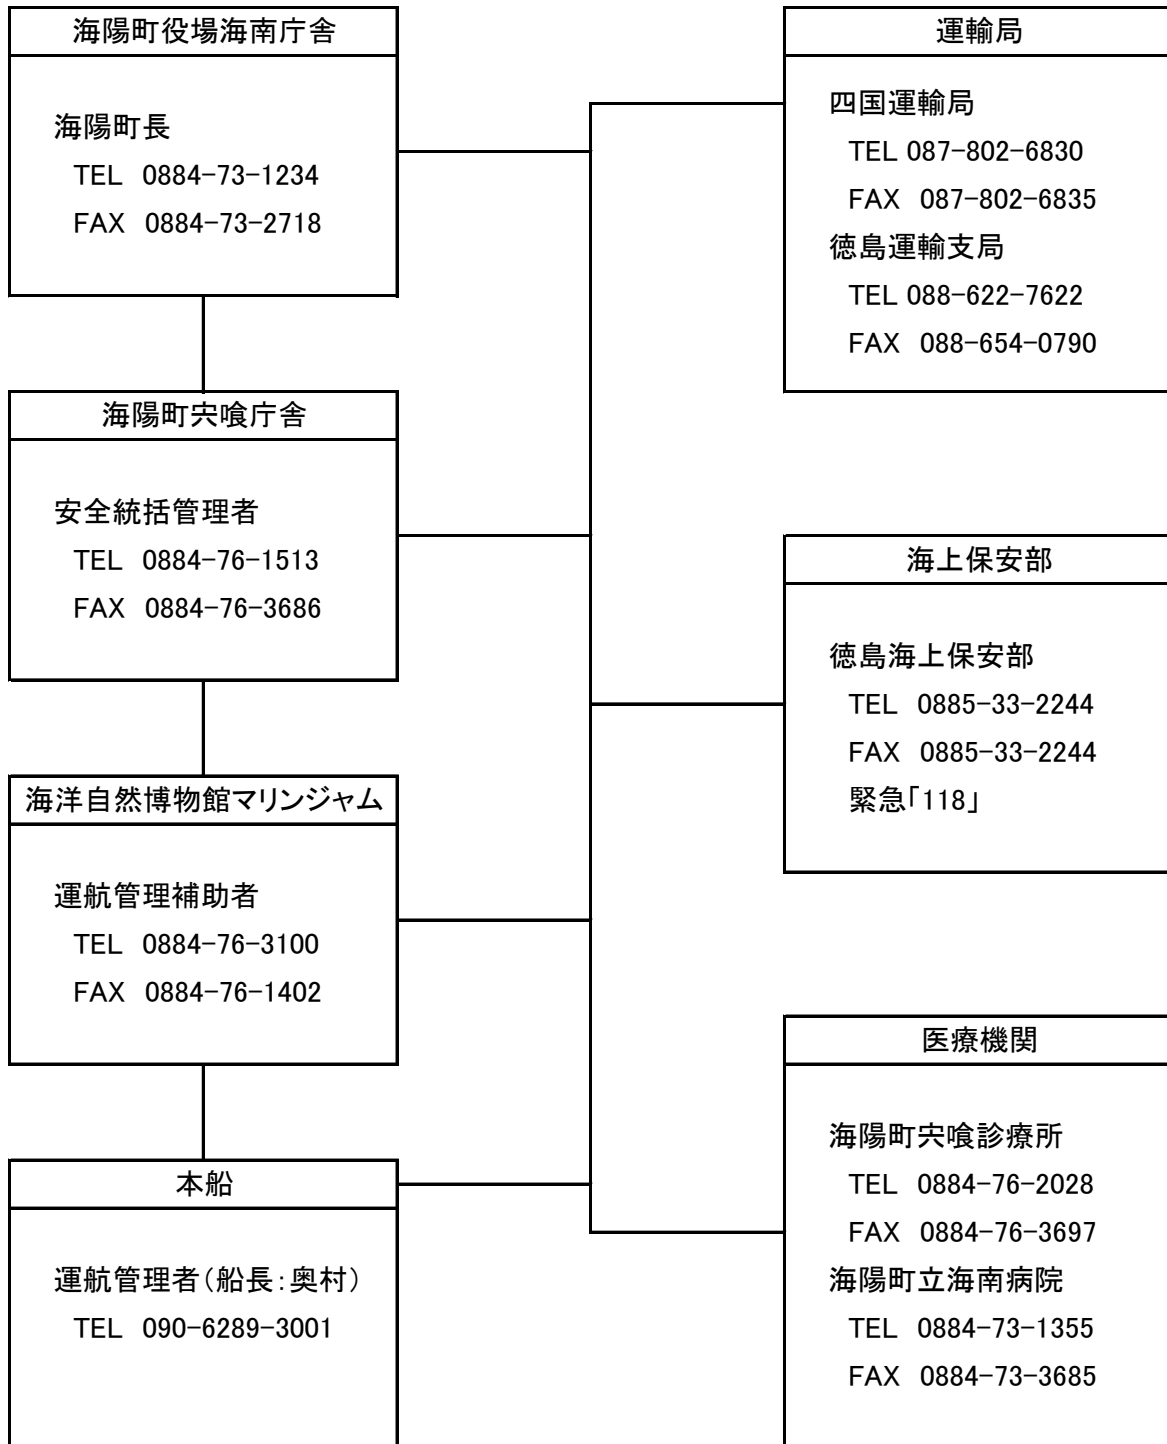 海陽町役場海南庁舎
海陽町長
TEL 0884-73-1234
FAX 0884-73-2718
海陽町宍喰庁舎
安全統括管理者
TEL 0884-76-1513
FAX 0884-76-3686
海洋自然博物館マリンジャム
運航管理補助者
TEL 0884-76-3100
FAX 0884-76-1402
本船
運航管理者(船長:奥村)
TEL 090-6289-3001
運輸局
四国運輸局
TEL 087-802-6830
FAX 087-802-6835
徳島運輸支局
TEL 088-622-7622
FAX 088-654-0790
海上保安部
徳島海上保安部
TEL 0885-33-2244
FAX 0885-33-2244
緊急「118」
医療機関
海陽町宍喰診療所
TEL 0884-76-2028
FAX 0884-76-3697
海陽町立海南病院
TEL 0884-73-1355
FAX 0884-73-3685